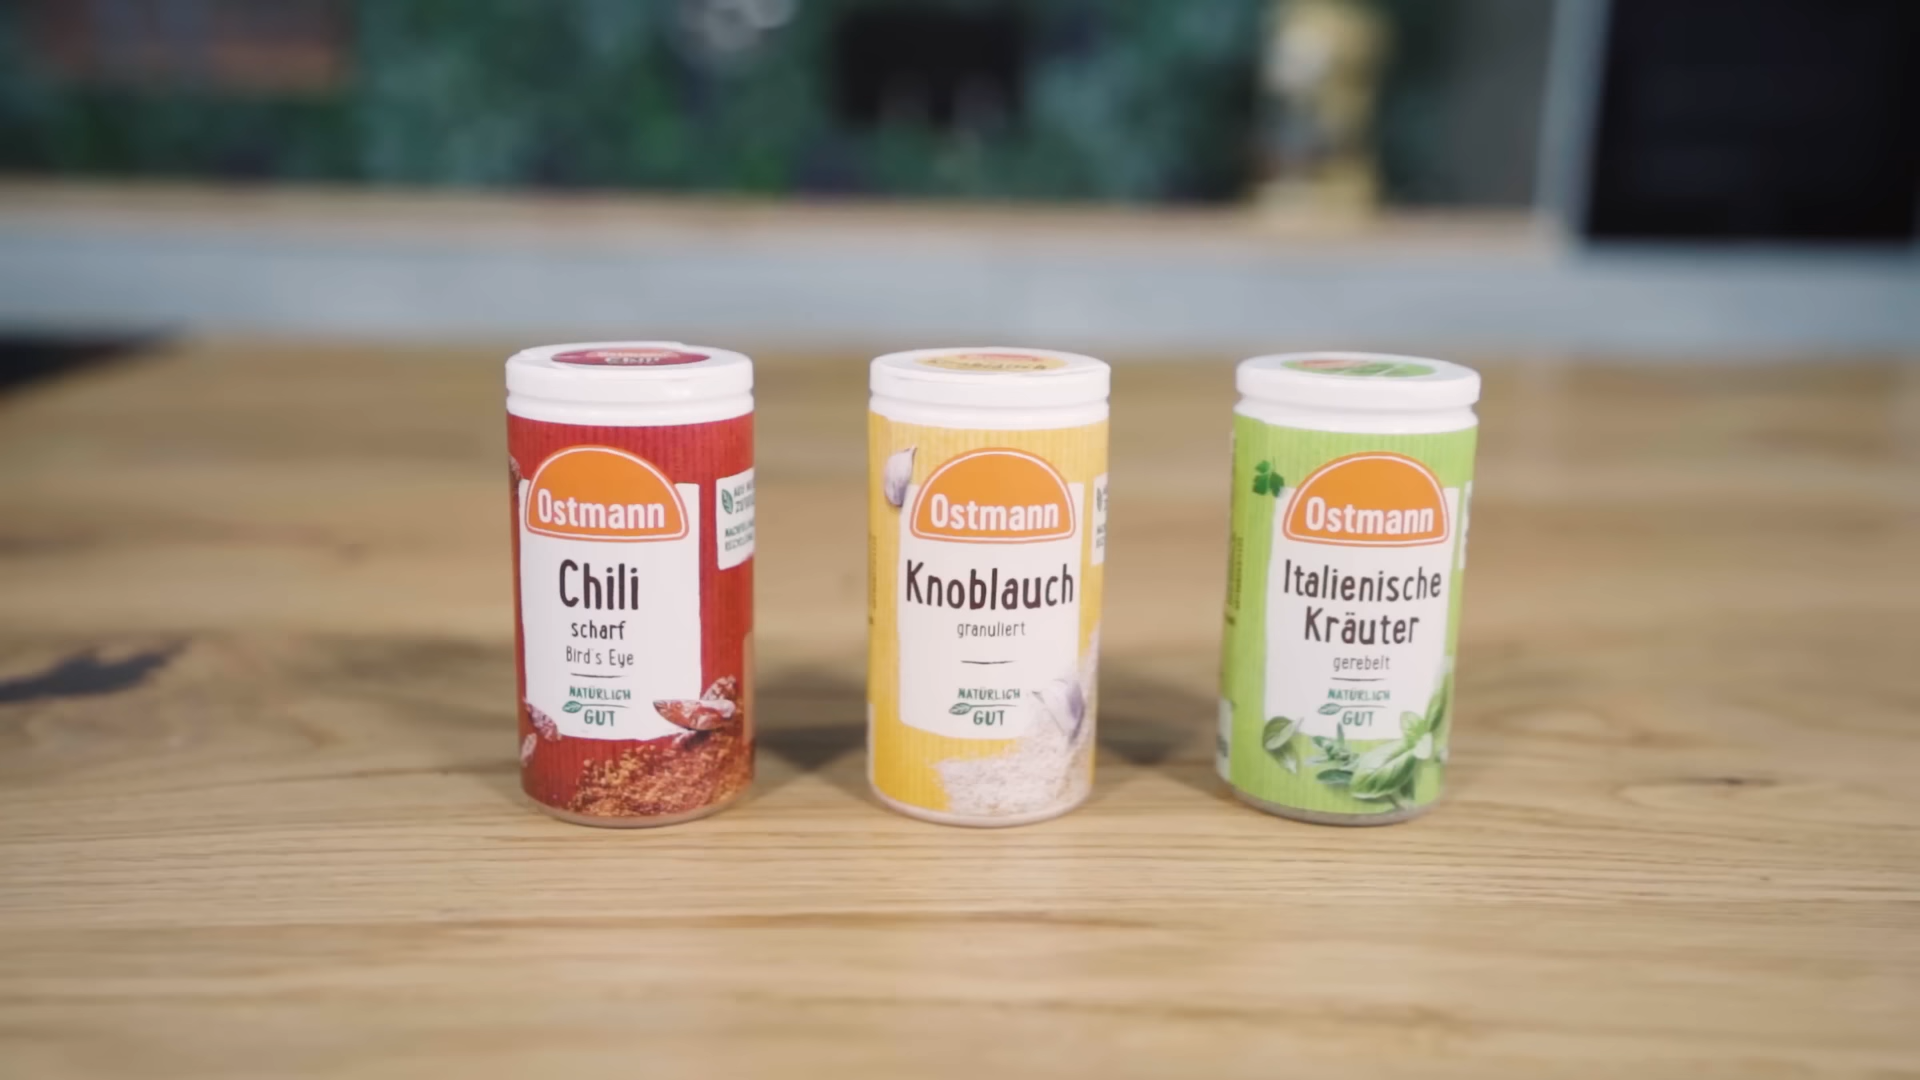 Ostmann
Chili
scharf
Bird's Eye
NATÜRLICH
GUT
Ostmann
Knoblauch
granuliert
NATÜRLICH
GUT
Ostmann
Italienische
Kräuter
gerebelt
NATÜRLICH
GUT